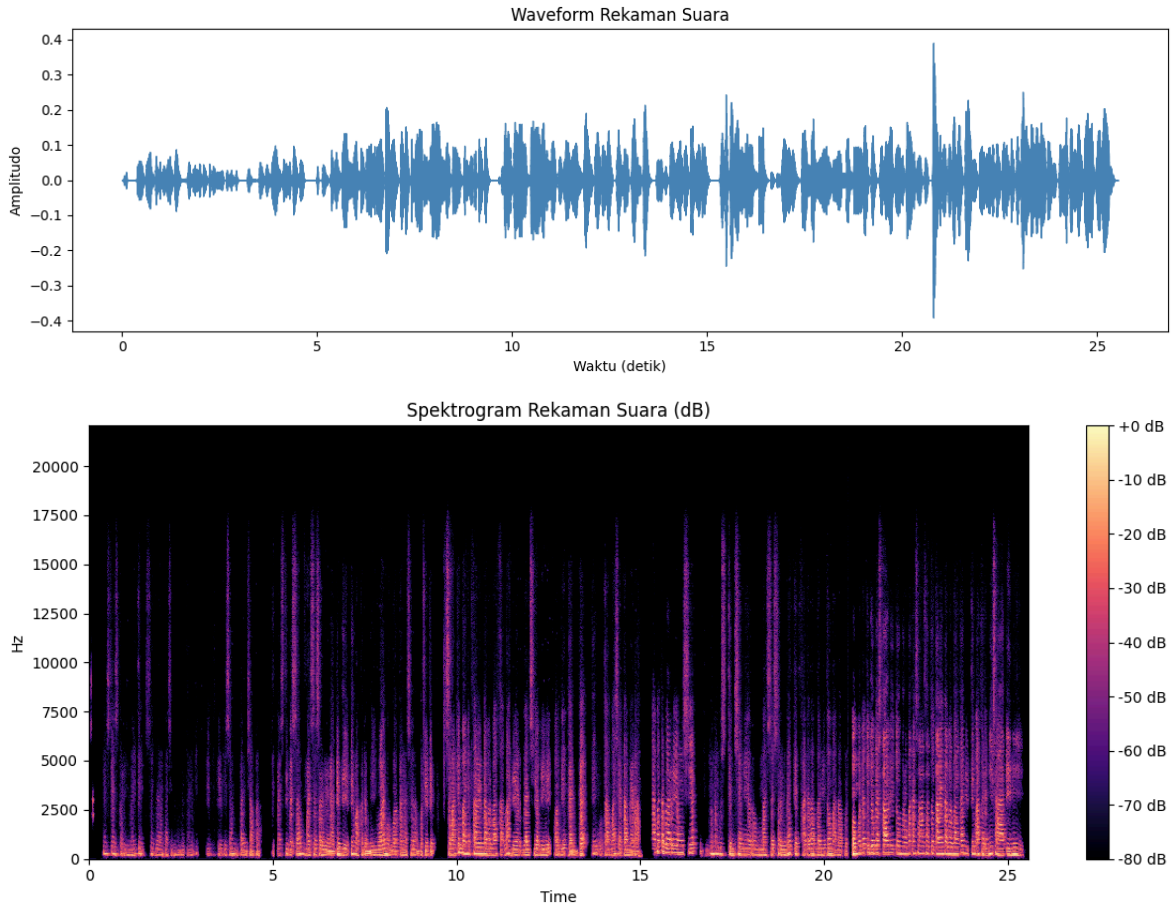 Waveform Rekaman Suara
0.4
0.3
0.2
0.1
0.0
−0.1
−0.2
−0.3
−0.4
Amplitudo
0 5 10 15 20 25
Waktu (detik)
Spektrogram Rekaman Suara (dB)
20000
17500
15000
12500
10000
7500
5000
2500
0
Hz
0 5 10 15 20 25
Time
+0 dB
-10 dB
-20 dB
-30 dB
-40 dB
-50 dB
-60 dB
-70 dB
-80 dB